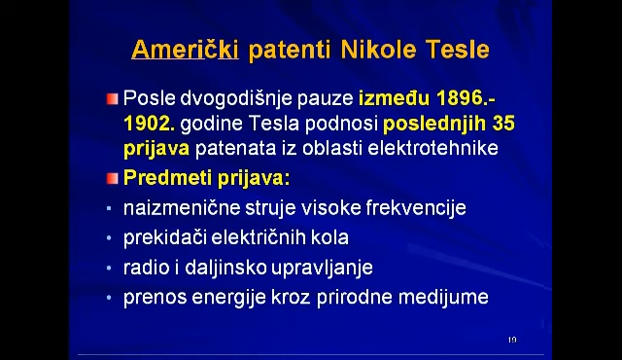 Američki patenti Nikole Tesle
Posle dvogodišnje pauze između 1896.-
1902. godine Tesla podnosi poslednjih 35
prijava patenata iz oblasti elektrotehnike
Predmeti prijava:
naizmenične struje visoke frekvencije
prekidači električnih kola
radio i daljinsko upravljanje
prenos energije kroz prirodne medijume
19